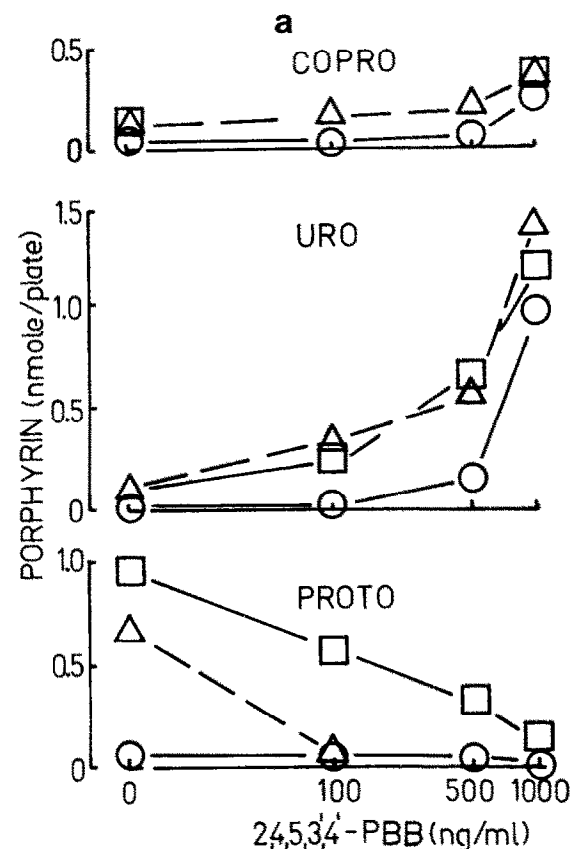 a
COPRO
0.5
0
URO
1.5
1.0
0.5
0
PORPHYRIN (nmole/plate)
PROTO
1.0
0.5
0
0 100 500 1000
2,4,5,3',4'-PBB (ng/ml)